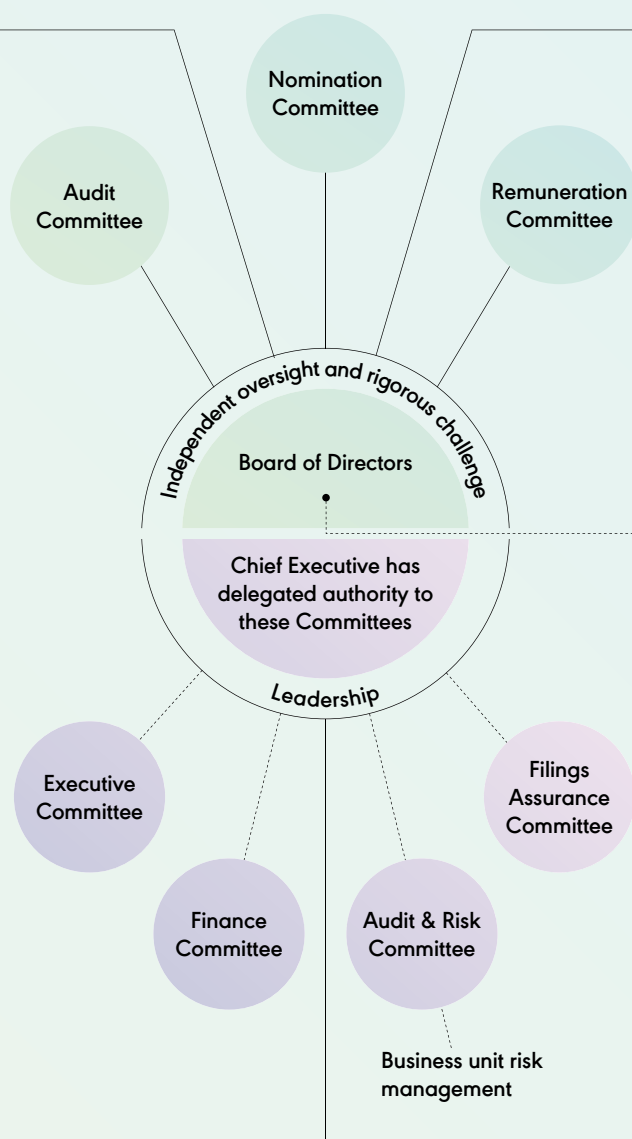 Nomination
Committee
Audit
Committee
Remuneration
Committee
Independent oversight and rigorous challenge
Board of Directors
Chief Executive has
delegated authority to
these Committees
Leadership
Executive
Committee
Filings
Assurance
Committee
Finance
Committee
Audit & Risk
Committee
Business unit risk
management